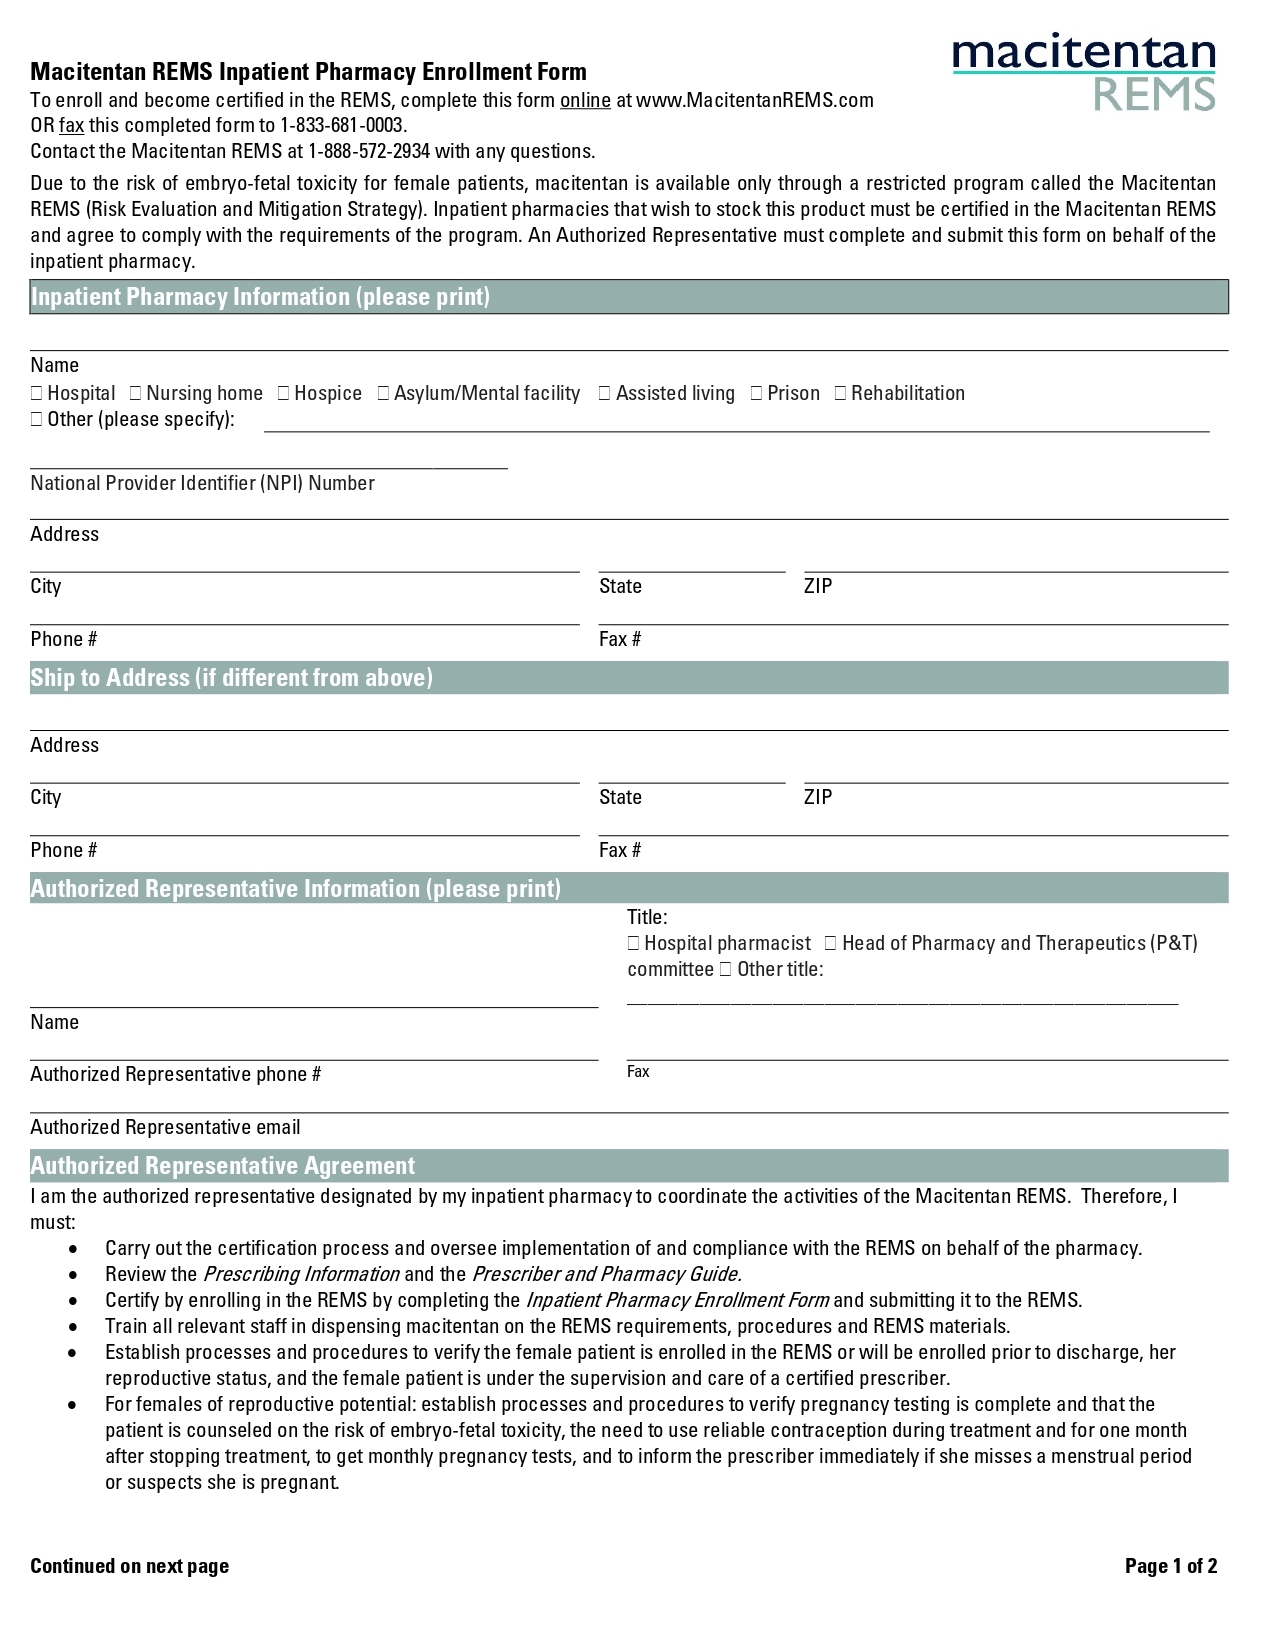 macitentan
REMS
Macitentan REMS Inpatient Pharmacy Enrollment Form
To enroll and become certified in the REMS, complete this form online at www.MacitentanREMS.com
OR fax this completed form to 1-833-681-0003.
Contact the Macitentan REMS at 1-888-572-2934 with any questions.
Due to the risk of embryo-fetal toxicity for female patients, macitentan is available only through a restricted program called the Macitentan
REMS (Risk Evaluation and Mitigation Strategy). Inpatient pharmacies that wish to stock this product must be certified in the Macitentan REMS
and agree to comply with the requirements of the program. An Authorized Representative must complete and submit this form on behalf of the
inpatient pharmacy.
Inpatient Pharmacy Information (please print)
Name
☐ Hospital ☐ Nursing home ☐ Hospice ☐ Asylum/Mental facility ☐ Assisted living ☐ Prison ☐ Rehabilitation
☐ Other (please specify):
National Provider Identifier (NPI) Number
Address
City State ZIP
Phone # Fax #
Ship to Address (if different from above)
Address
City State ZIP
Phone # Fax #
Authorized Representative Information (please print)
Title:
☐ Hospital pharmacist ☐ Head of Pharmacy and Therapeutics (P&T)
committee ☐ Other title:
Name
Authorized Representative phone # Fax
Authorized Representative email
Authorized Representative Agreement
I am the authorized representative designated by my inpatient pharmacy to coordinate the activities of the Macitentan REMS. Therefore, I
must:
• Carry out the certification process and oversee implementation of and compliance with the REMS on behalf of the pharmacy.
• Review the Prescribing Information and the Prescriber and Pharmacy Guide.
• Certify by enrolling in the REMS by completing the Inpatient Pharmacy Enrollment Form and submitting it to the REMS.
• Train all relevant staff in dispensing macitentan on the REMS requirements, procedures and REMS materials.
• Establish processes and procedures to verify the female patient is enrolled in the REMS or will be enrolled prior to discharge, her
reproductive status, and the female patient is under the supervision and care of a certified prescriber.
• For females of reproductive potential: establish processes and procedures to verify pregnancy testing is complete and that the
patient is counseled on the risk of embryo-fetal toxicity, the need to use reliable contraception during treatment and for one month
after stopping treatment, to get monthly pregnancy tests, and to inform the prescriber immediately if she misses a menstrual period
or suspects she is pregnant.
Continued on next page Page 1 of 2